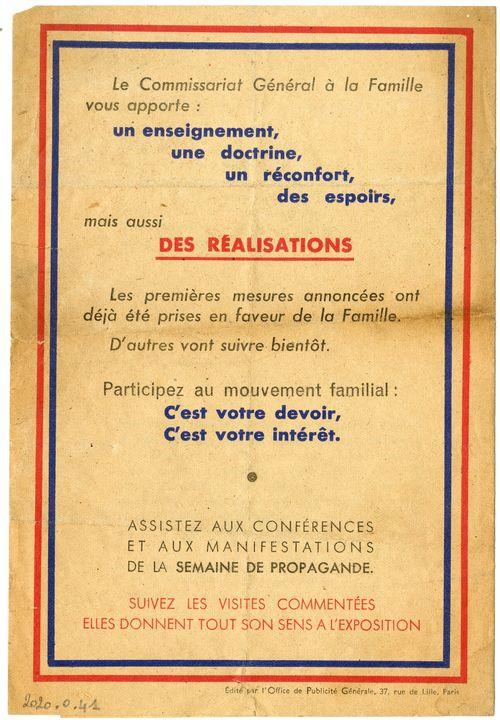 Le Commissariat Général à la Famille
vous apporte :
un enseignement,
une doctrine,
un réconfort,
des espoirs,
mais aussi
DES RÉALISATIONS
Les premières mesures annoncées ont
déjà été prises en faveur de la Famille.
D'autres vont suivre bientôt.
Participez au mouvement familial :
C'est votre devoir,
C'est votre intérêt.
ASSISTEZ AUX CONFÉRENCES
ET AUX MANIFESTATIONS
DE LA SEMAINE DE PROPAGANDE.
SUIVEZ LES VISITES COMMENTÉES
ELLES DONNENT TOUT SON SENS A L'EXPOSITION
Édité par l'Office de Publicité Générale, 37, rue de Lille, Paris
2020.0.41